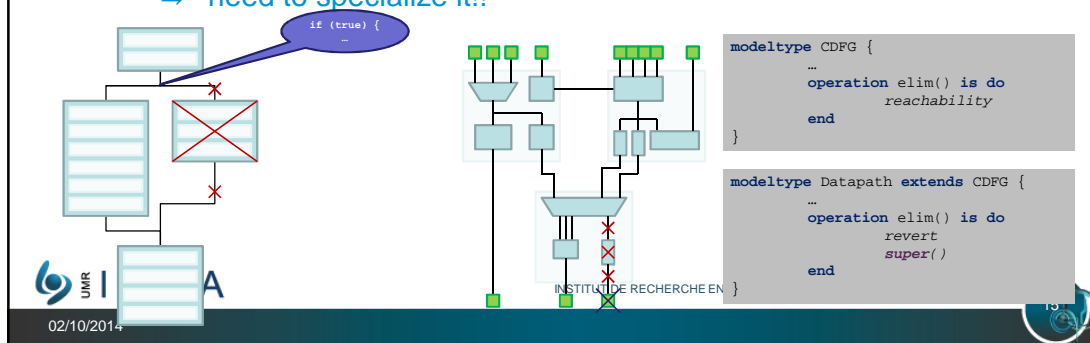 → need to specialize it!!
if (true) {
…
modeltype CDFG {
…
operation elim() is do
reachability
end
}
modeltype Datapath extends CDFG {
…
operation elim() is do
revert
super()
end
}
UMR
A
INSTITUT DE RECHERCHE EN
02/10/2014
15